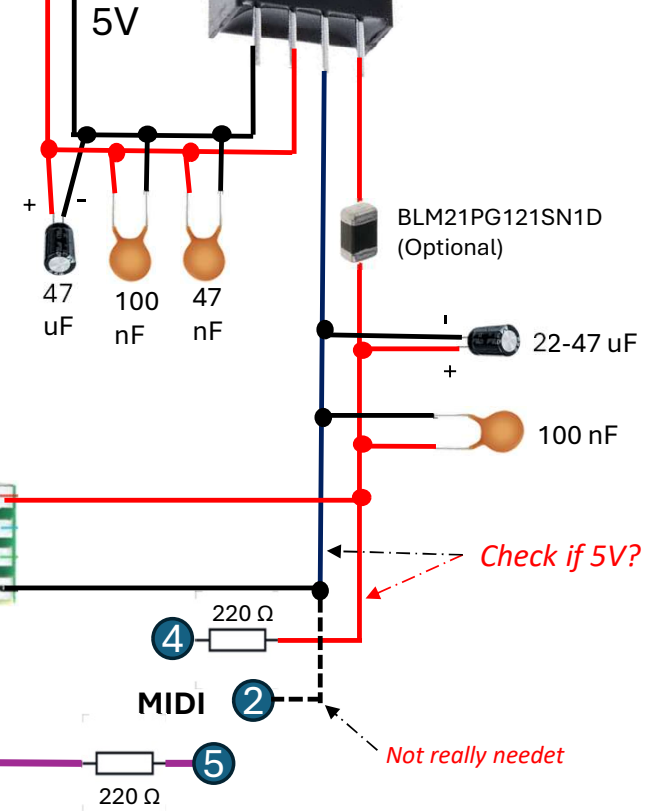 5V
BLM21PG121SN1D
(Optional)
+ -
47
uF
100
nF
47
nF
-
22-47 uF
+
100 nF
Check if 5V?
220 Ω
4
MIDI
2
Not really needet
5
220 Ω